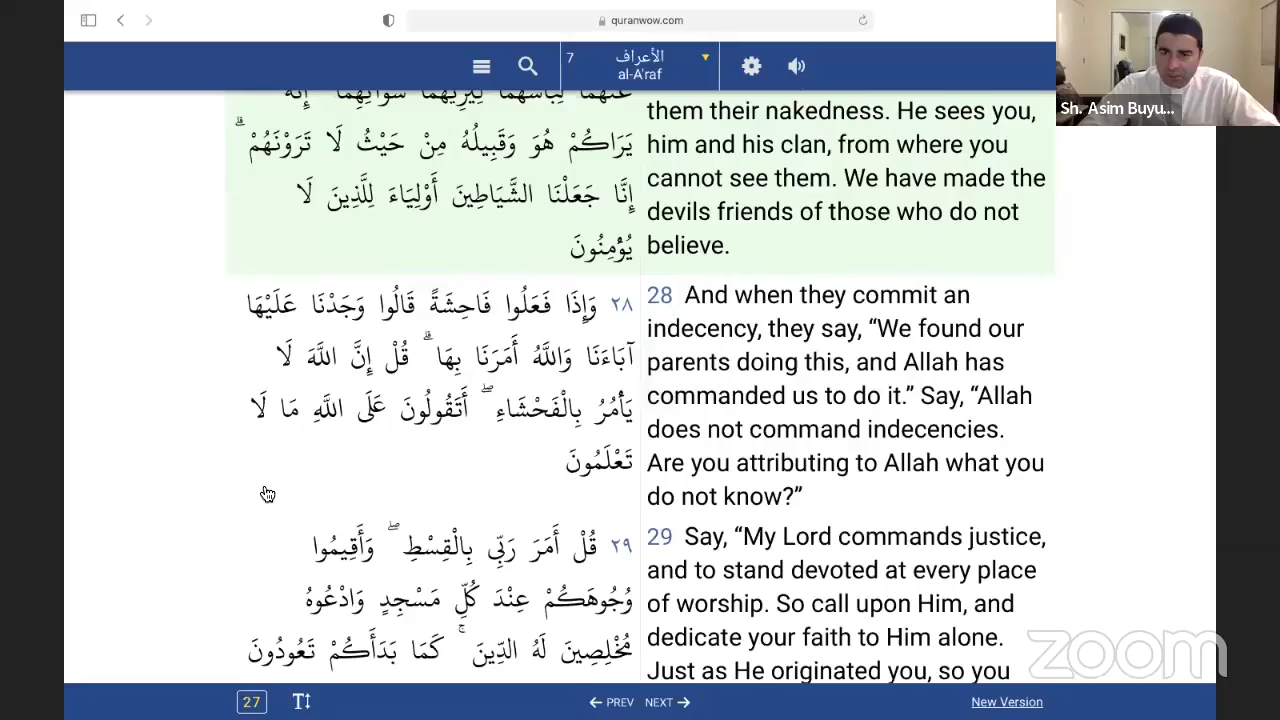 quranwow.com
7
الأعراف
al-A'raf
Sh. Asim Buyu...
يَرَاكُمْ هُوَ وَقَبِيلُهُ مِنْ حَيْثُ لَا تَرَوْنَهُمْ ۗ
إِنَّا جَعَلْنَا الشَّيَاطِينَ أَوْلِيَاءَ لِلَّذِينَ لَا
يُؤْمِنُونَ
them their nakedness. He sees you,
him and his clan, from where you
cannot see them. We have made the
devils friends of those who do not
believe.
٢٨ وَإِذَا فَعَلُوا فَاحِشَةً قَالُوا وَجَدْنَا عَلَيْهَا
آبَاءَنَا وَاللَّهُ أَمَرَنَا بِهَا ۗ قُلْ إِنَّ اللَّهَ لَا
يَأْمُرُ بِالْفَحْشَاءِ ۖ أَتَقُولُونَ عَلَى اللَّهِ مَا لَا
تَعْلَمُونَ
28 And when they commit an
indecency, they say, “We found our
parents doing this, and Allah has
commanded us to do it.” Say, “Allah
does not command indecencies.
Are you attributing to Allah what you
do not know?”
٢٩ قُلْ أَمَرَ رَبِّي بِالْقِسْطِ ۖ وَأَقِيمُوا
وُجُوهَكُمْ عِنْدَ كُلِّ مَسْجِدٍ وَادْعُوهُ
مُخْلِصِينَ لَهُ الدِّينَ ۚ كَمَا بَدَأَكُمْ تَعُودُونَ
29 Say, “My Lord commands justice,
and to stand devoted at every place
of worship. So call upon Him, and
dedicate your faith to Him alone.
Just as He originated you, so you
zoom
27
PREV NEXT
New Version